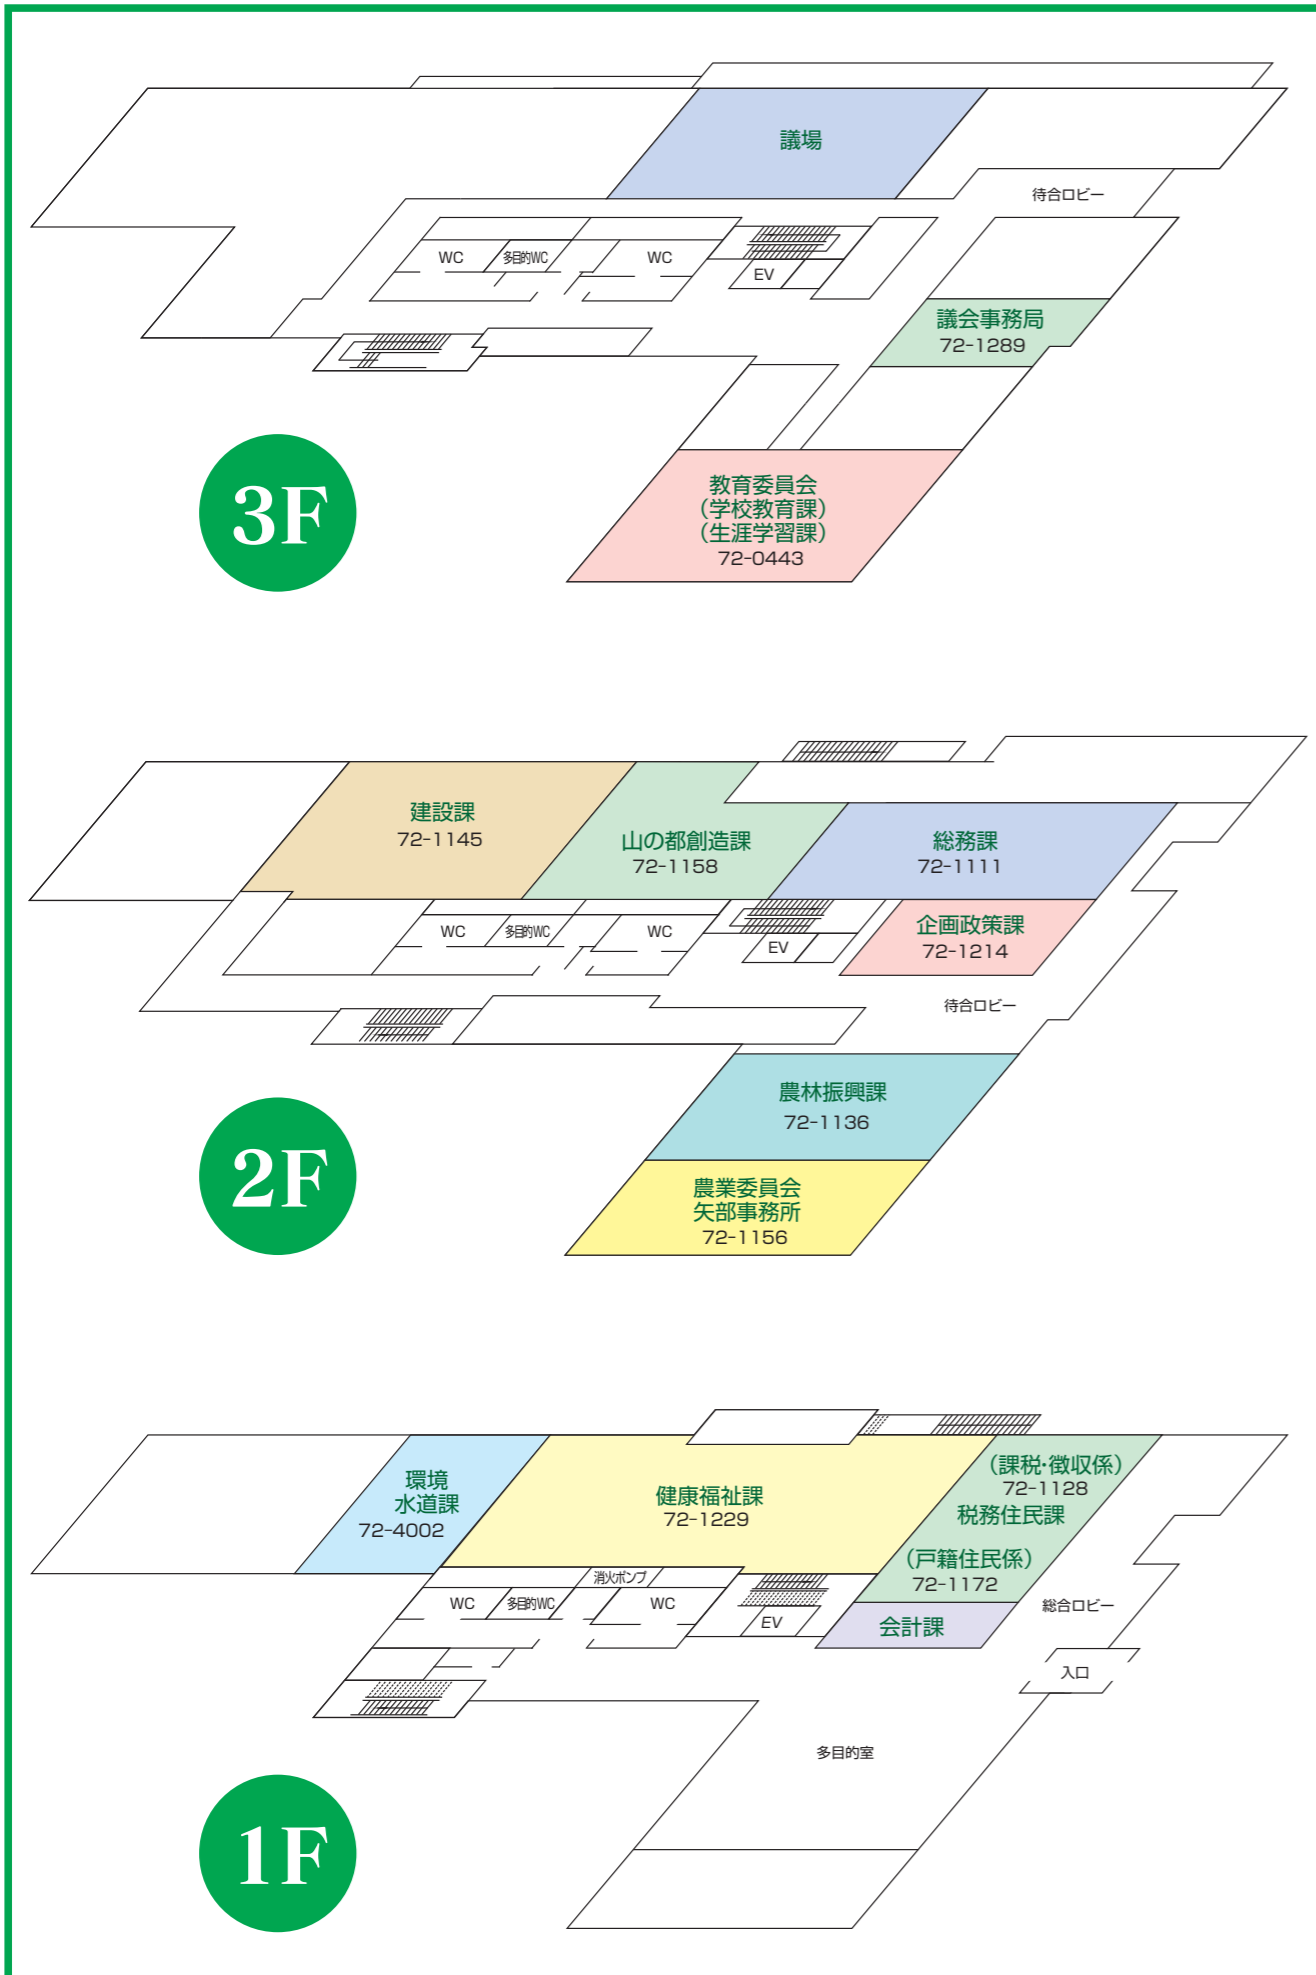 議場
待合ロビー
WC
多目的WC
WC
EV
議会事務局
72-1289
教育委員会
(学校教育課)
(生涯学習課)
72-0443
3F
建設課
72-1145
山の都創造課
72-1158
総務課
72-1111
WC
多目的WC
WC
EV
企画政策課
72-1214
待合ロビー
農林振興課
72-1136
農業委員会
矢部事務所
72-1156
2F
環境
水道課
72-4002
健康福祉課
72-1229
(課税・徴収係)
72-1128
税務住民課
(戸籍住民係)
72-1172
消火ポンプ
WC
多目的WC
WC
EV
会計課
総合ロビー
入口
多目的室
1F